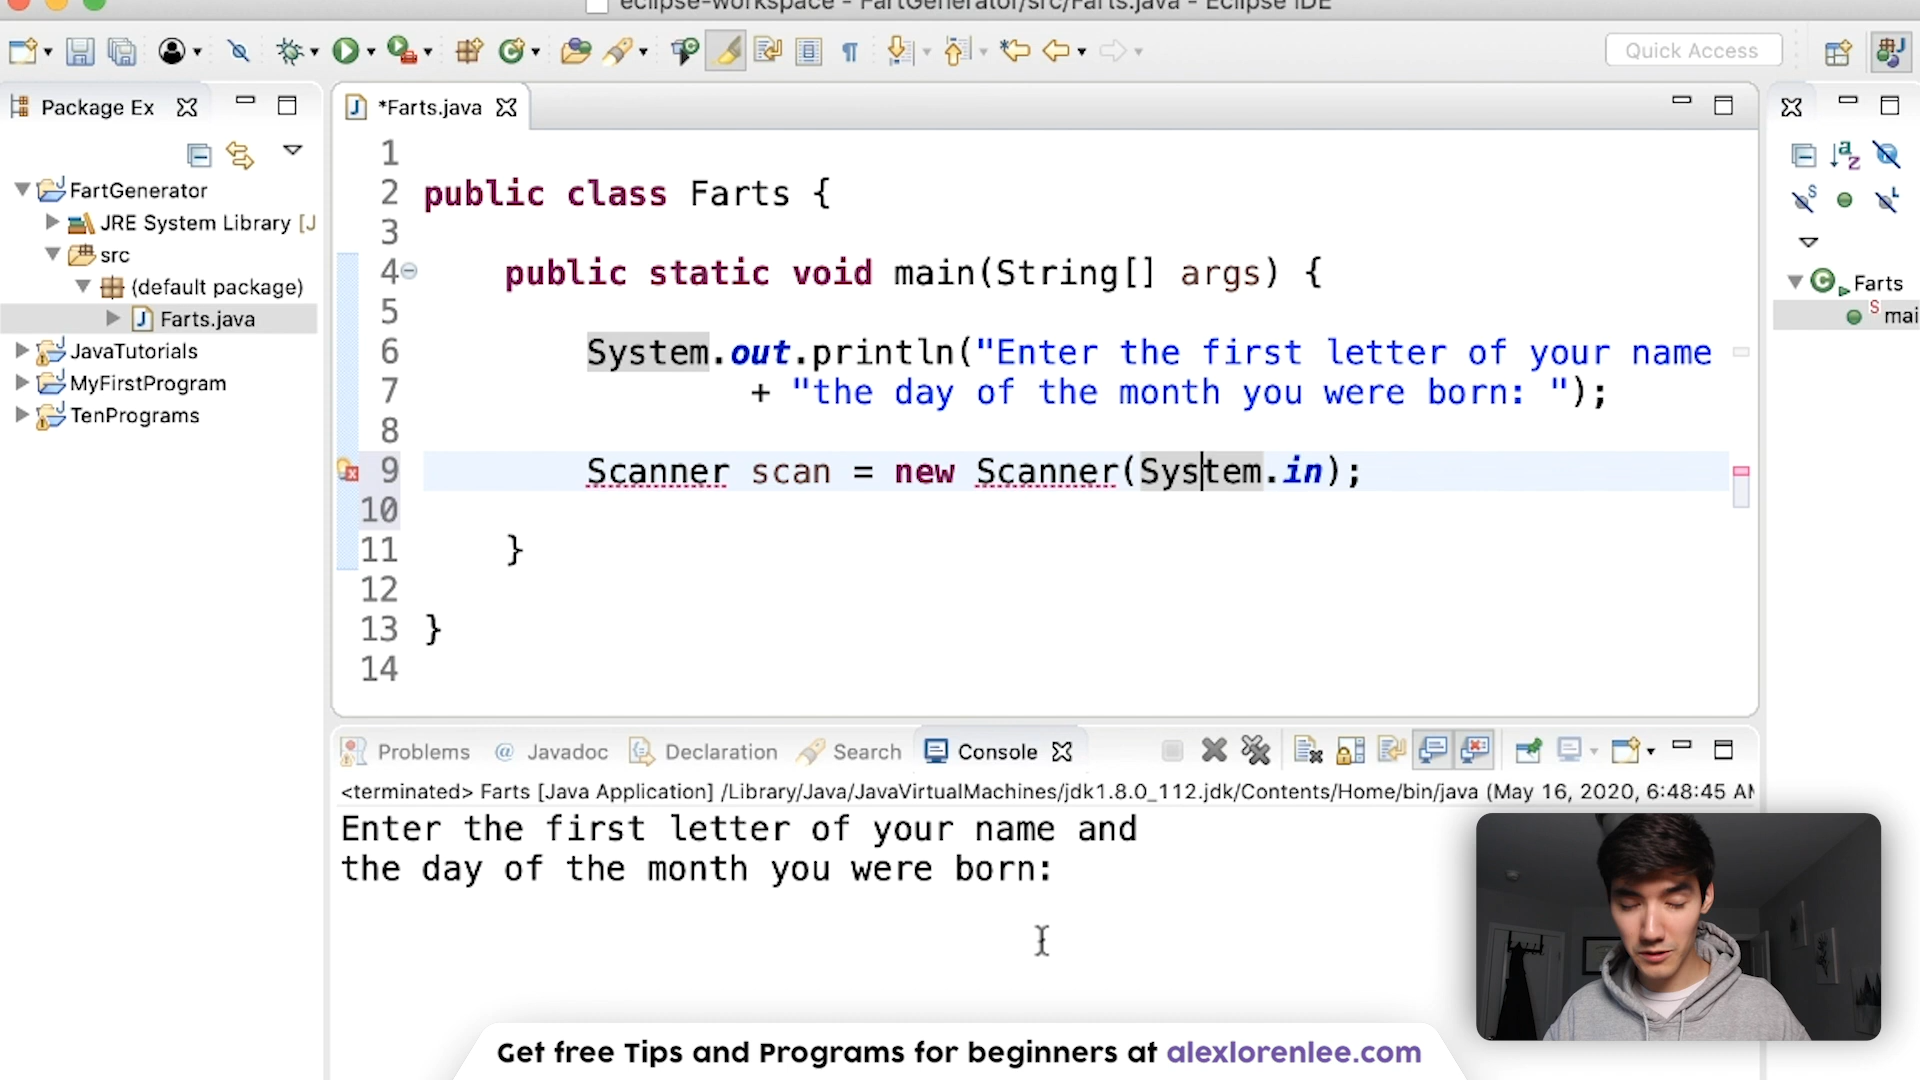 eclipse-workspace - FartGenerator/src/Farts.java - Eclipse IDE
Quick Access
Package Ex
FartGenerator
JRE System Library [J
src
(default package)
Farts.java
JavaTutorials
MyFirstProgram
TenPrograms
*Farts.java
1
2 public class Farts {
3
4 public static void main(String[] args) {
5
6 System.out.println("Enter the first letter of your name
7 + "the day of the month you were born: ");
8
9 Scanner scan = new Scanner(System.in);
10
11 }
12
13 }
14
Farts
mai
Problems @ Javadoc Declaration Search Console
<terminated> Farts [Java Application] /Library/Java/JavaVirtualMachines/jdk1.8.0_112.jdk/Contents/Home/bin/java (May 16, 2020, 6:48:45 AM
Enter the first letter of your name and
the day of the month you were born:
Get free Tips and Programs for beginners at alexlorenlee.com